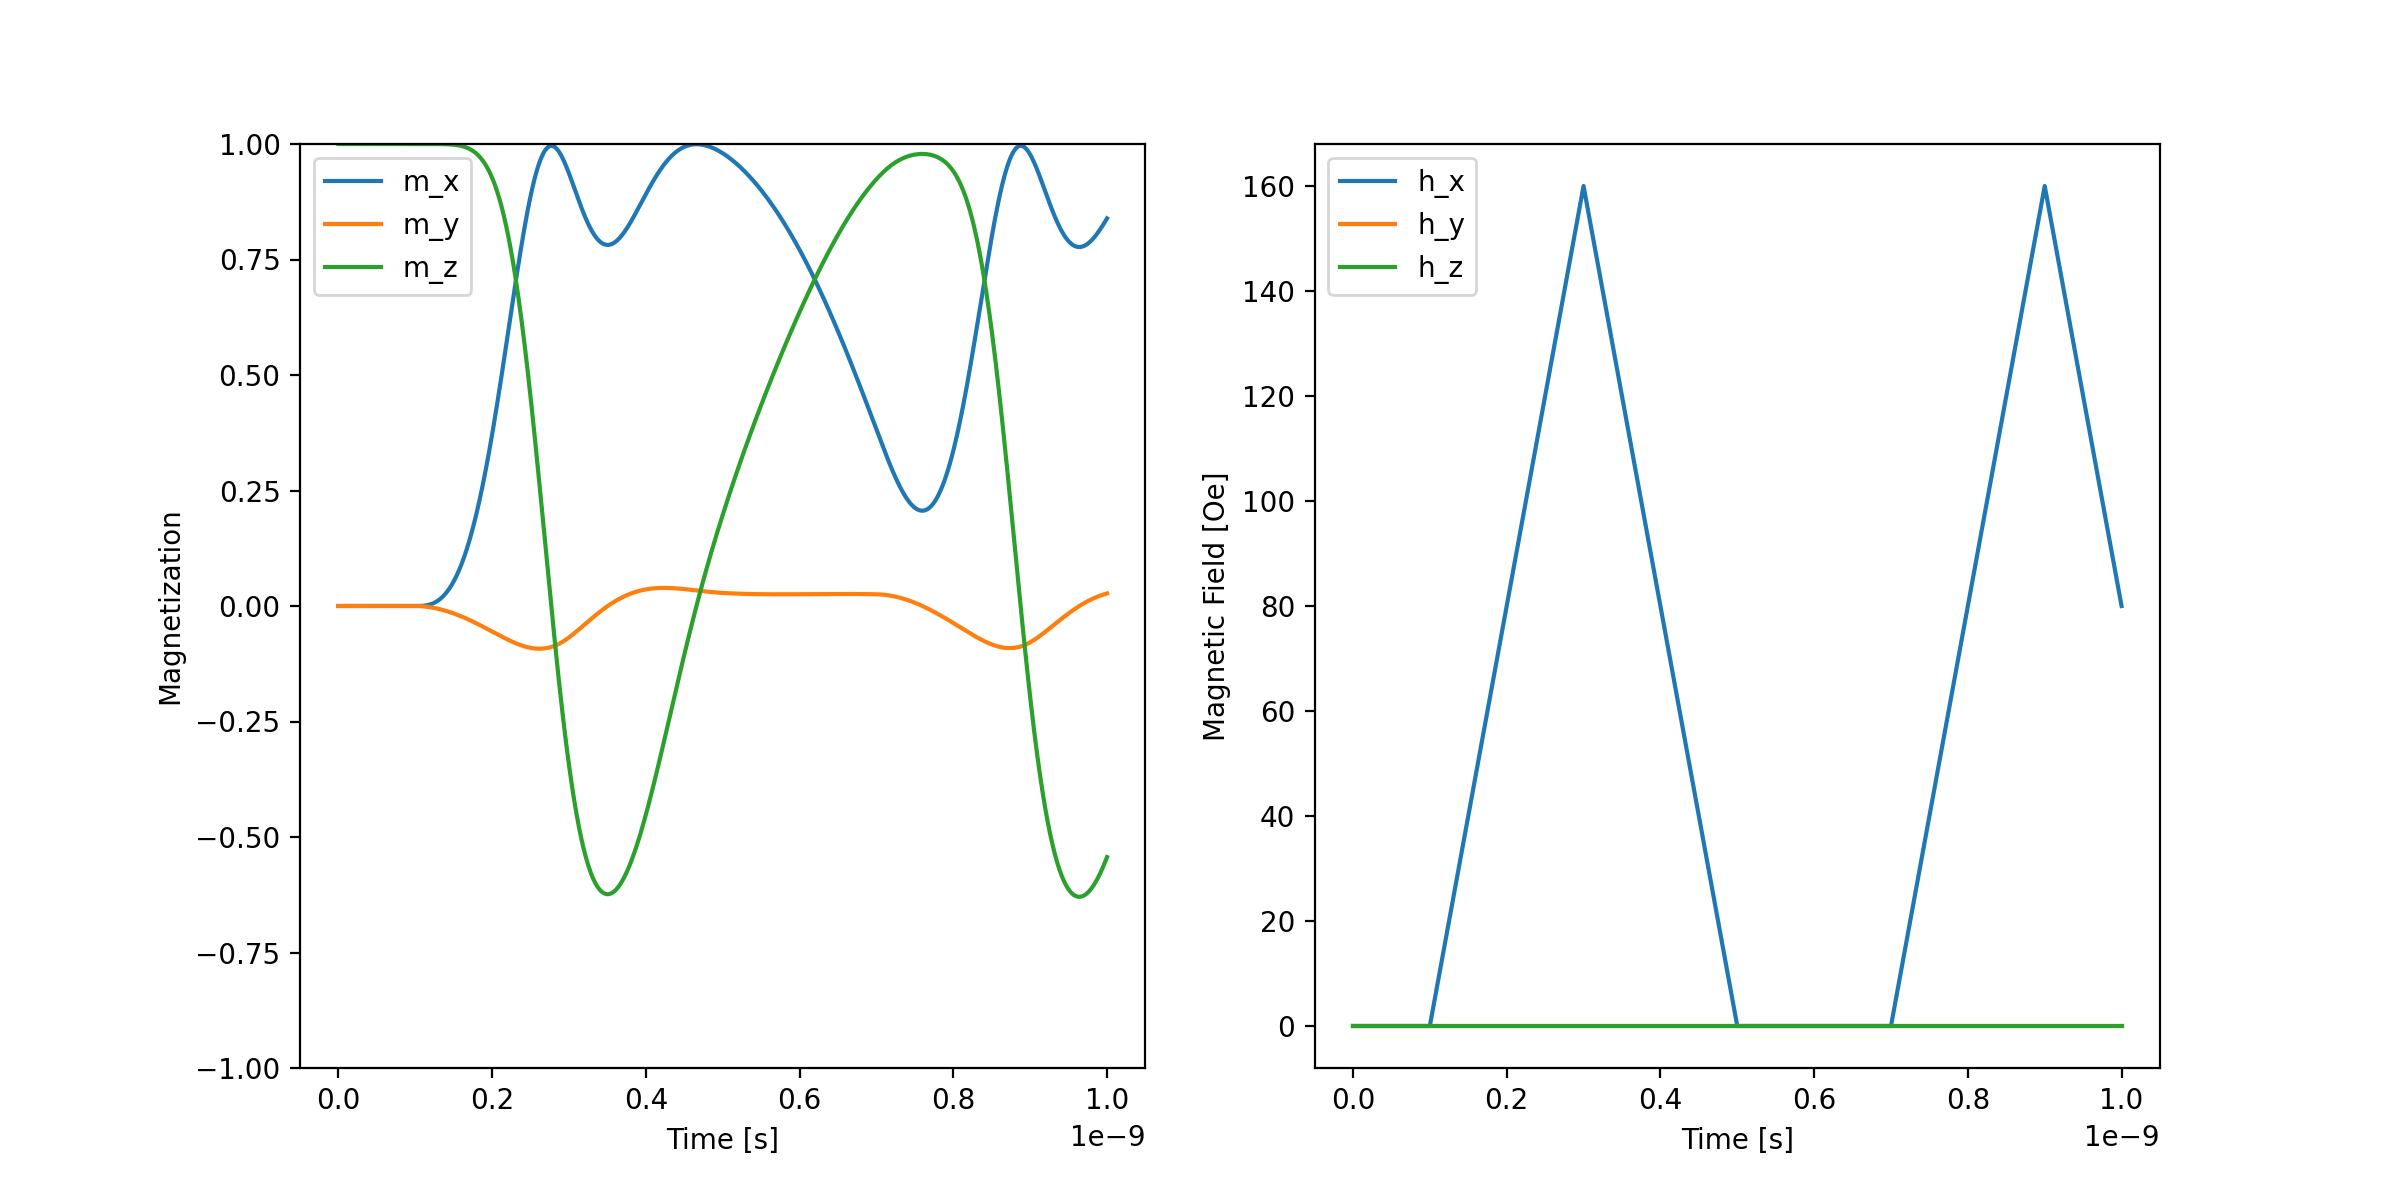 1.00
0.75
0.50
0.25
0.00
−0.25
−0.50
−0.75
−1.00
Magnetization
m_x
m_y
m_z
0.0 0.2 0.4 0.6 0.8 1.0
Time [s]
1e−9
160
140
120
100
80
60
40
20
0
Magnetic Field [Oe]
h_x
h_y
h_z
0.0 0.2 0.4 0.6 0.8 1.0
Time [s]
1e−9